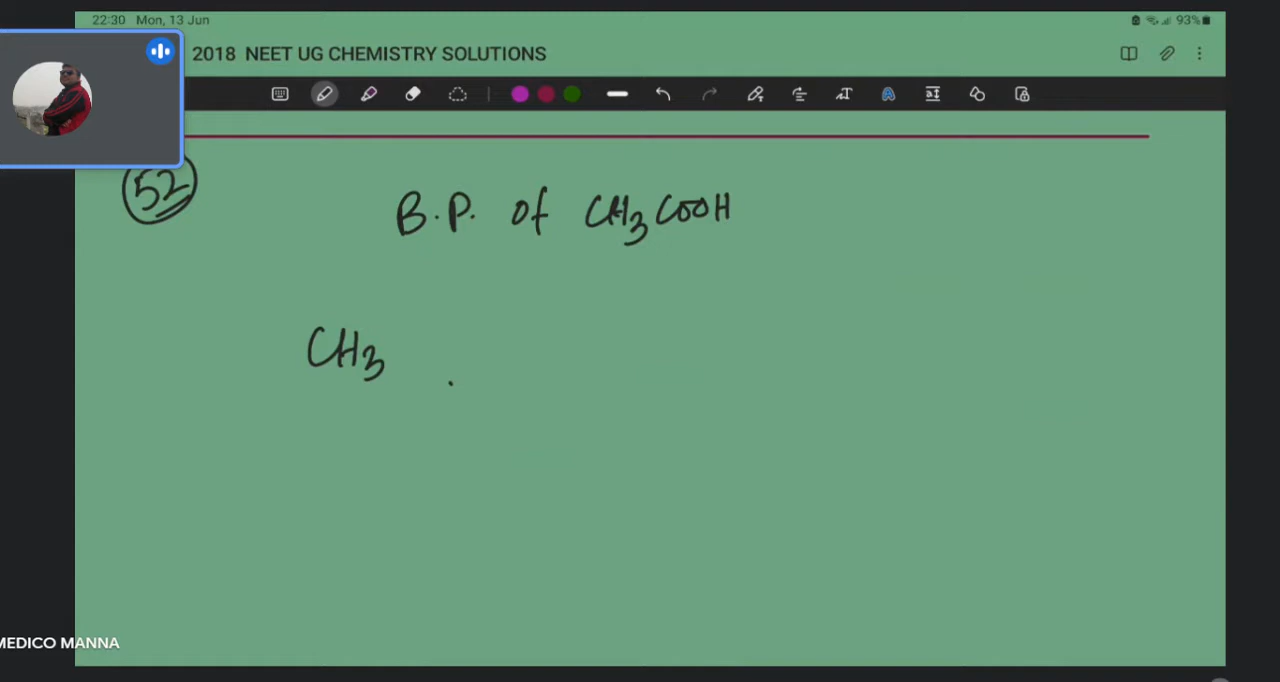 22:30 Mon, 13 Jun 93%
2018 NEET UG CHEMISTRY SOLUTIONS
52
B.P. of CH3COOH
CH3
MEDICO MANNA